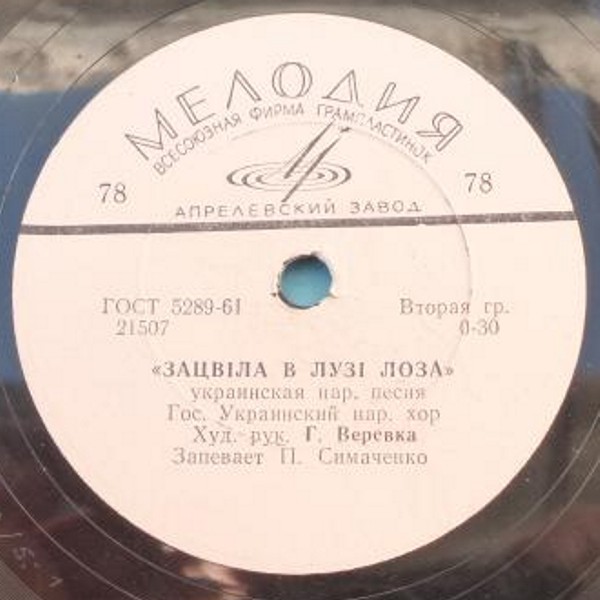 МЕЛОДИЯ
ВСЕСОЮЗНАЯ ФИРМА ГРАМПЛАСТИНОК
78 78
АПРЕЛЕВСКИЙ ЗАВОД
ГОСТ 5289-61 Вторая гр.
21507 0-30
«ЗАЦВІЛА В ЛУЗІ ЛОЗА»
украинская нар. песня
Гос. Украинский нар. хор
Худ. рук. Г. Веревка
Запевает П. Симаченко